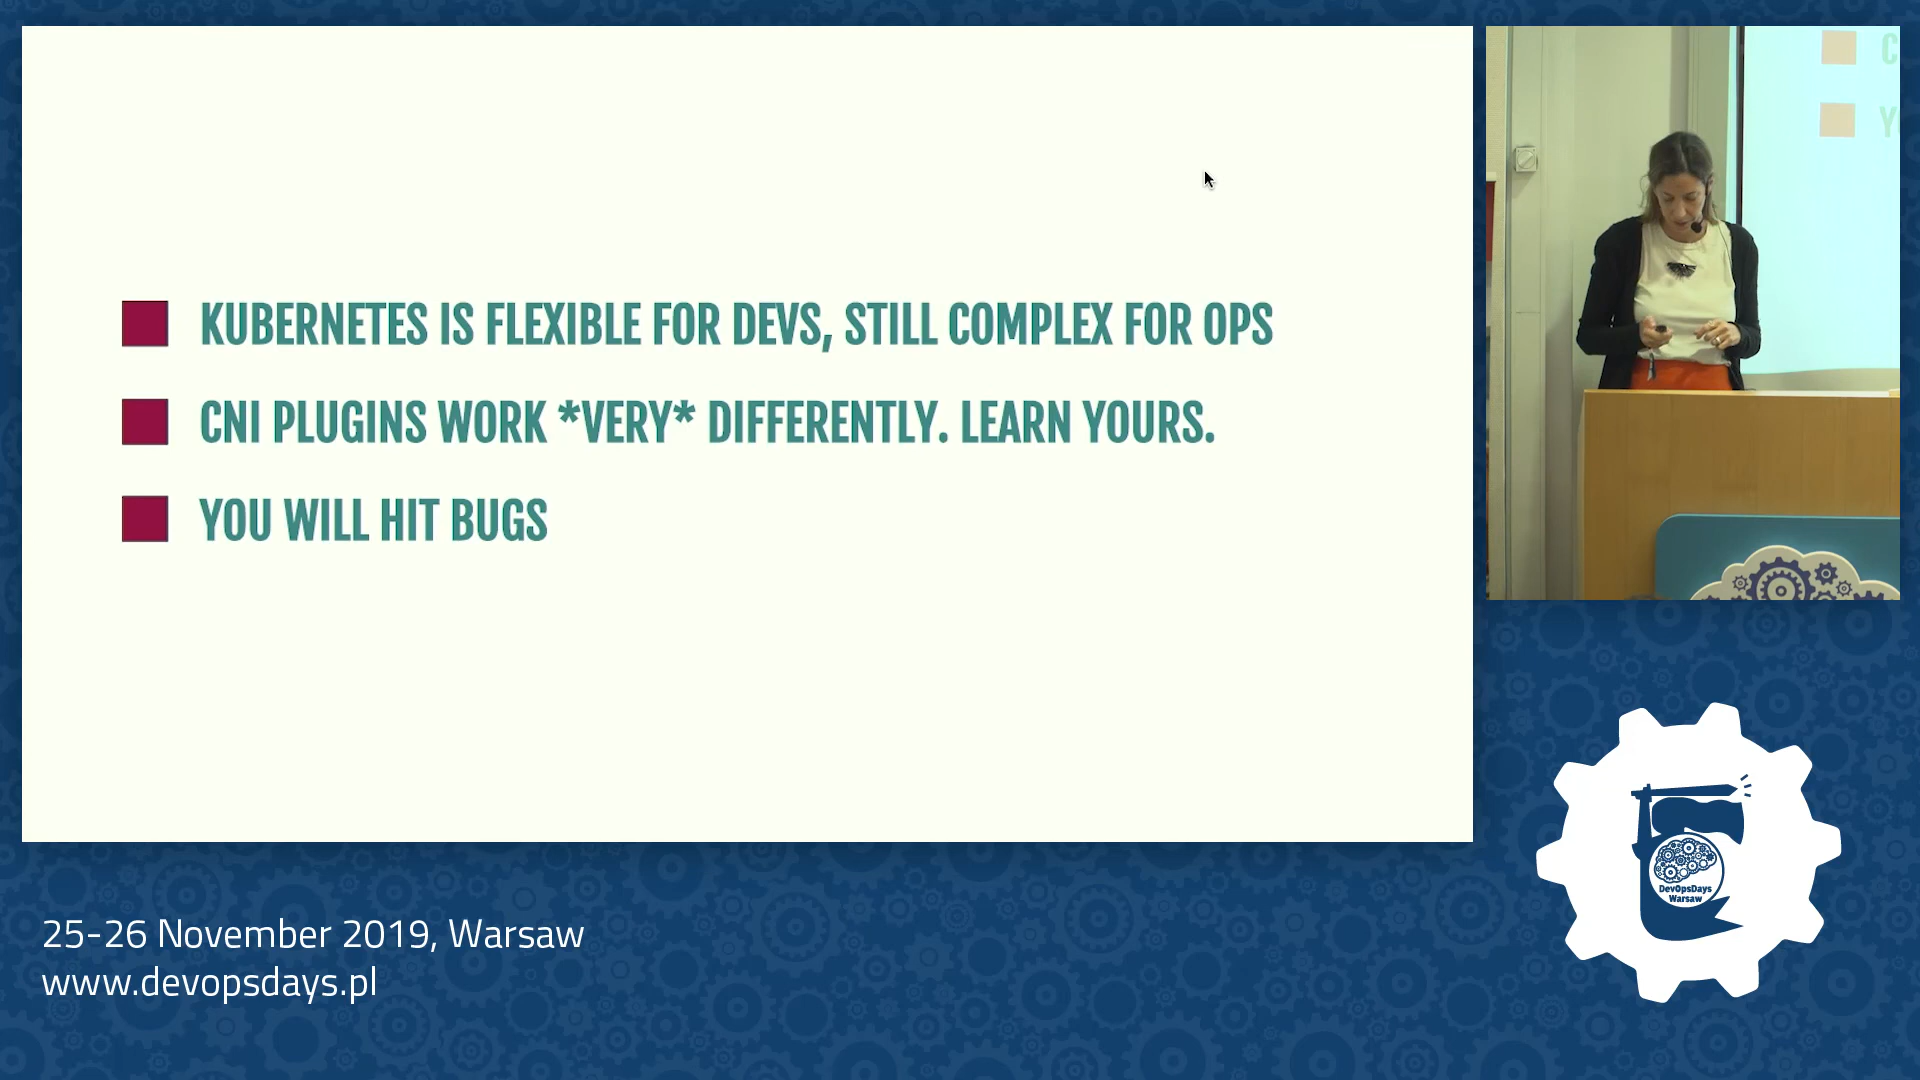 KUBERNETES IS FLEXIBLE FOR DEVS, STILL COMPLEX FOR OPS
CNI PLUGINS WORK *VERY* DIFFERENTLY. LEARN YOURS.
YOU WILL HIT BUGS
C
Y
25-26 November 2019, Warsaw
www.devopsdays.pl
DevOpsDays
Warsaw